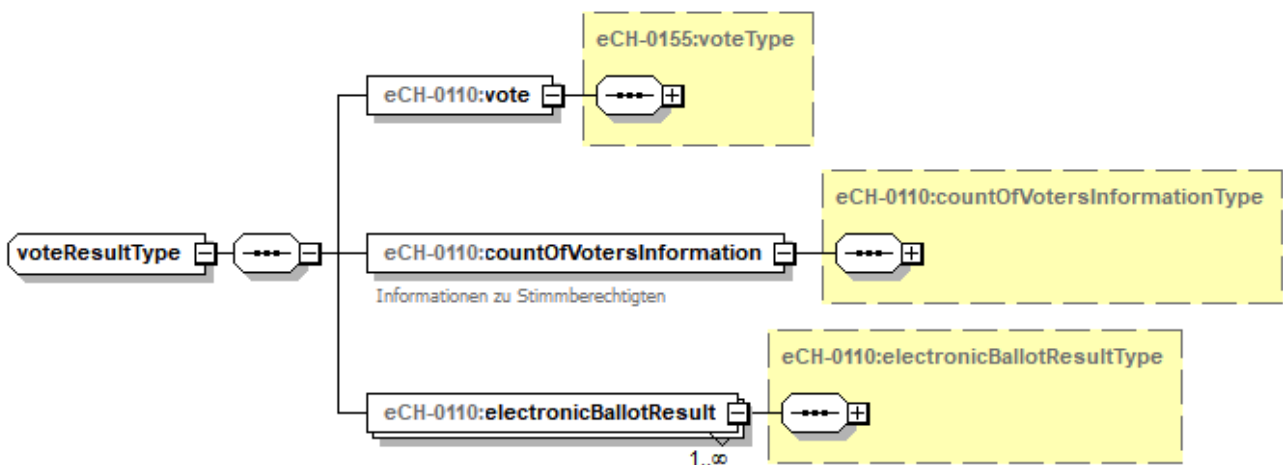 eCH-0155:voteType
eCH-0110:vote
eCH-0110:countOfVotersInformationType
voteResultType
eCH-0110:countOfVotersInformation
Informationen zu Stimmberechtigten
eCH-0110:electronicBallotResultType
eCH-0110:electronicBallotResult
1..∞